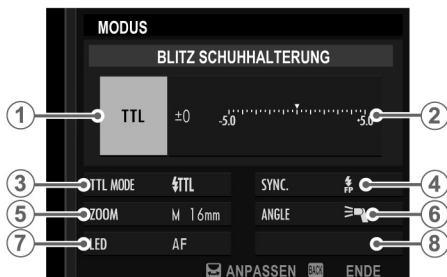 MODUS
BLITZ SCHUHHALTERUNG
1 TTL ±0 -5.0 +5.0 2
3 TTL MODE TTL SYNC. FP 4
5 ZOOM M 16mm ANGLE 6
7 LED AF 8
ANPASSEN BACK ENDE